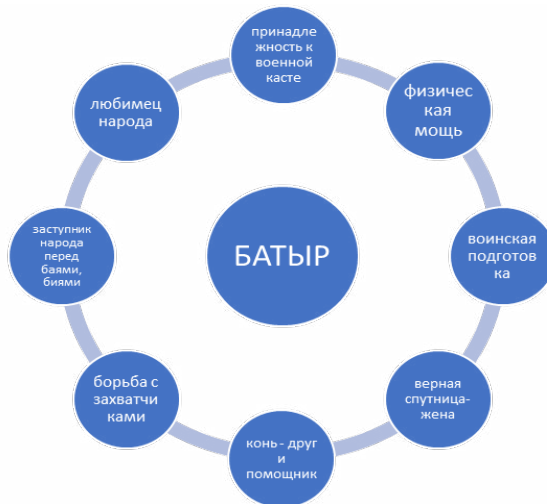 принадле
жность к
военной
касте
физичес
кая
мощь
воинская
подготов
ка
верная
спутница-
жена
конь - друг
и
помощник
борьба с
захватчи
ками
заступник
народа
перед
баями,
биями
любимец
народа
БАТЫР